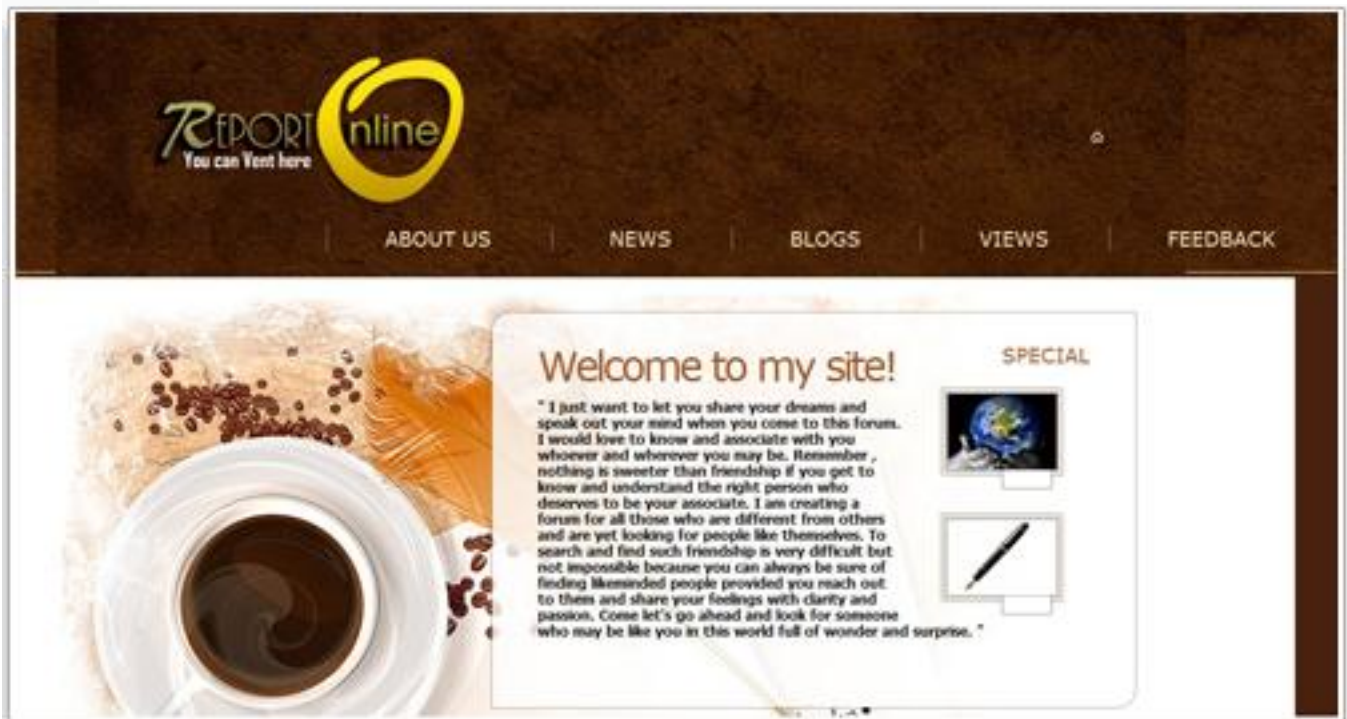 REPORT Online
You can Vent here
ABOUT US
NEWS
BLOGS
VIEWS
FEEDBACK
Welcome to my site!
SPECIAL
" I just want to let you share your dreams and
speak out your mind when you come to this forum.
I would love to know and associate with you
whoever and wherever you may be. Remember ,
nothing is sweeter than friendship if you get to
know and understand the right person who
deserves to be your associate. I am creating a
forum for all those who are different from others
and are yet looking for people like themselves. To
search and find such friendship is very difficult but
not impossible because you can always be sure of
finding likeminded people provided you reach out
to them and share your feelings with clarity and
passion. Come let's go ahead and look for someone
who may be like you in this world full of wonder and surprise. "